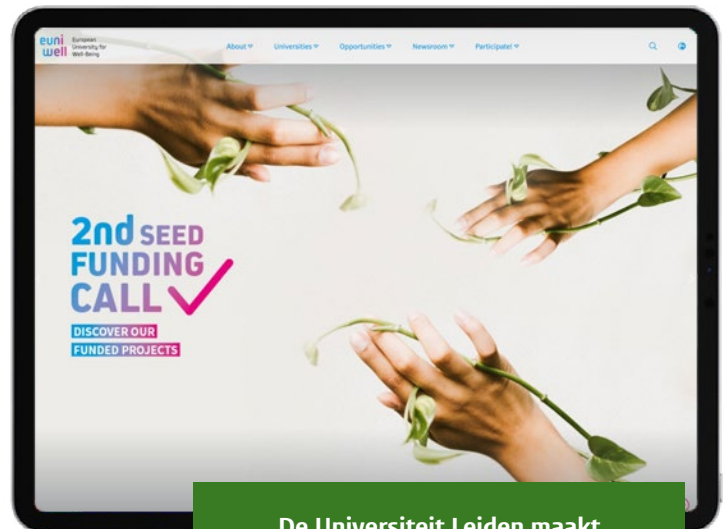 euni
well
European
University for
Well-Being
About Universities Opportunities Newsroom Participate!
2nd SEED
FUNDING
CALL
DISCOVER OUR
FUNDED PROJECTS
De Universiteit Leiden maakt